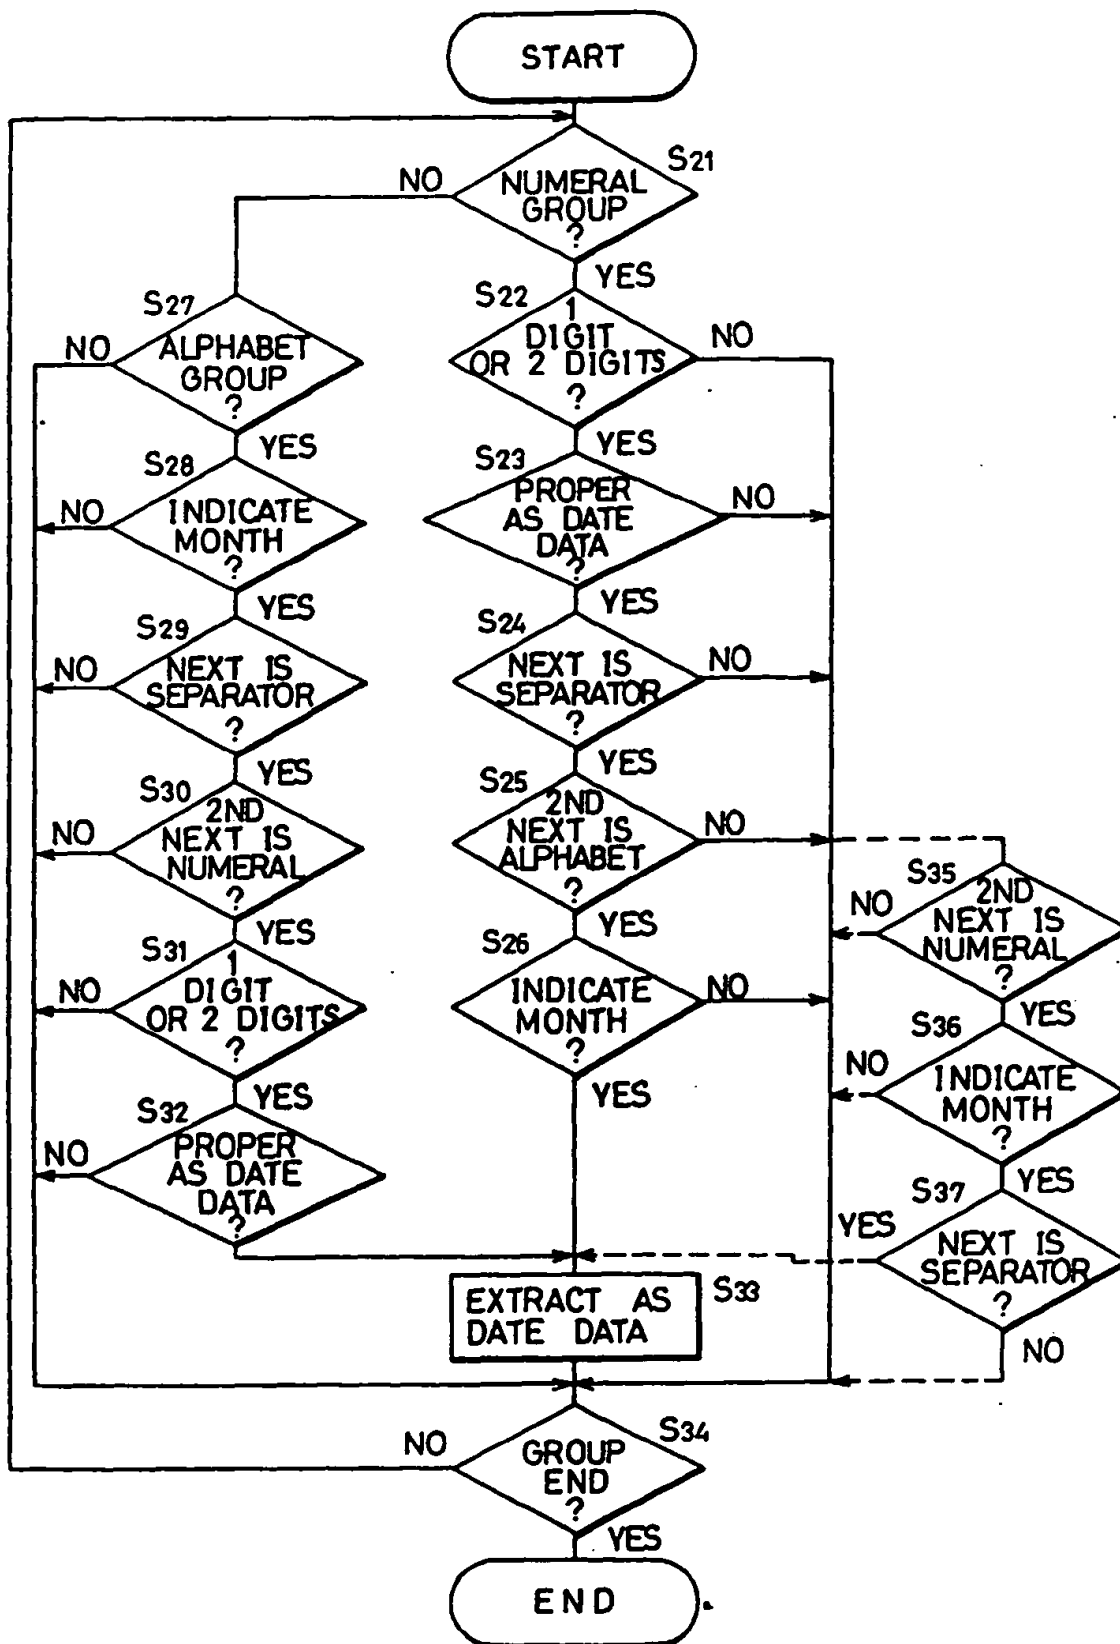 START
S21
NO
NUMERAL
GROUP
?
YES
S27
NO
ALPHABET
GROUP
?
YES
S22
1
DIGIT
OR 2 DIGITS
?
NO
YES
S28
NO
INDICATE
MONTH
?
YES
S23
PROPER
AS DATE
DATA
?
NO
YES
S29
NO
NEXT IS
SEPARATOR
?
YES
S24
NEXT IS
SEPARATOR
?
NO
YES
S30
NO
2ND
NEXT IS
NUMERAL
?
YES
S25
2ND
NEXT IS
ALPHABET
?
NO
YES
S35
NO
2ND
NEXT IS
NUMERAL
?
YES
S31
NO
1
DIGIT
OR 2 DIGITS
?
YES
S26
INDICATE
MONTH
?
NO
YES
S36
NO
INDICATE
MONTH
?
YES
S32
NO
PROPER
AS DATE
DATA
?
S37
YES
NEXT IS
SEPARATOR
?
NO
S33
EXTRACT AS
DATE DATA
S34
NO
GROUP
END
?
YES
END